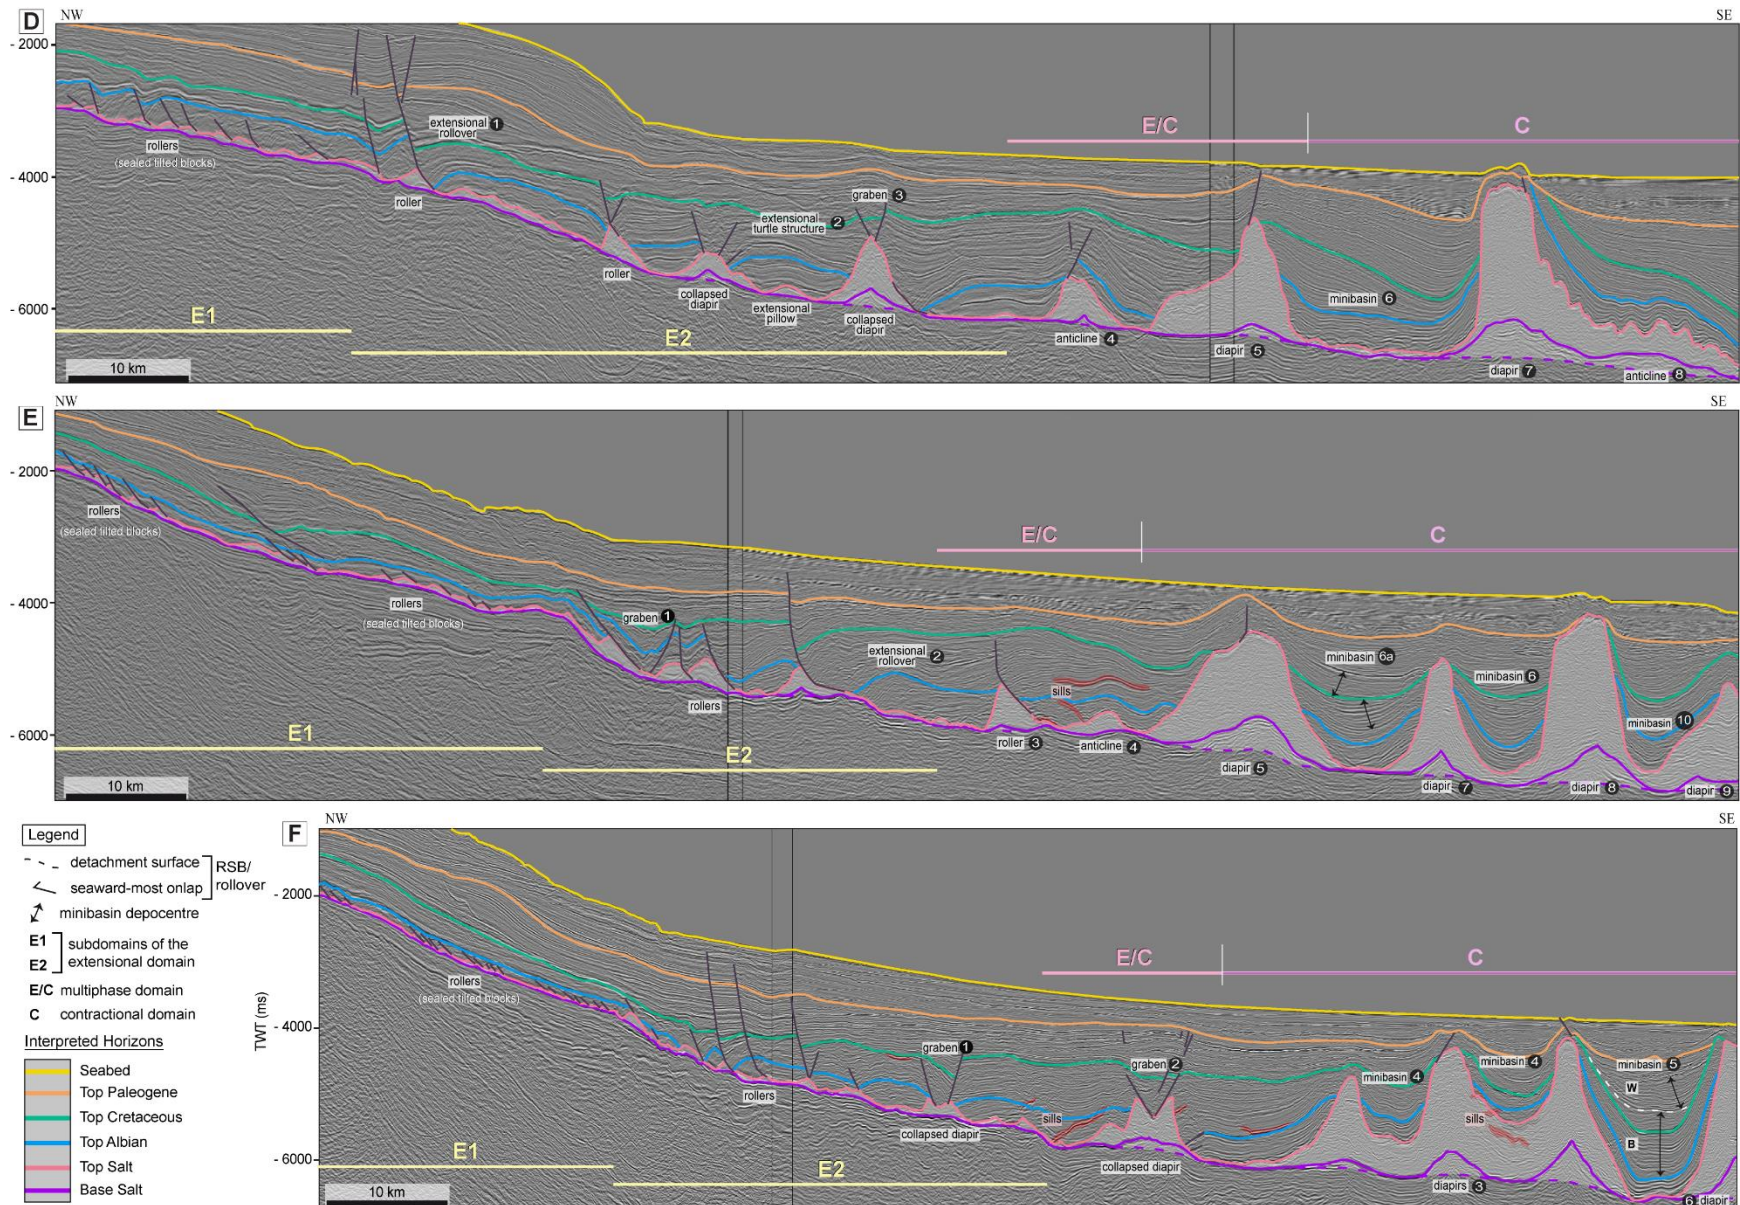 D
NW
SE
- 2000
- 4000
- 6000
E/C
C
extensional
rollover 1
rollers
(sealed tilted blocks)
roller
graben 3
extensional
turtle structure 2
roller
collapsed
diapir
extensional
pillow
collapsed
diapir
minibasin 6
anticline 4
diapir 5
diapir 7
anticline 8
E1
E2
10 km
E
NW
SE
- 2000
- 4000
- 6000
E/C
C
rollers
(sealed tilted blocks)
rollers
(sealed tilted blocks)
graben 1
extensional
rollover 2
minibasin 6a
minibasin 6
sills
rollers
minibasin 10
roller 3
anticline 4
diapir 5
diapir 7
diapir 8
diapir 9
E1
E2
10 km
Legend
detachment surface
seaward-most onlap
RSB/
rollover
minibasin depocentre
E1
E2
subdomains of the
extensional domain
E/C multiphase domain
C contractional domain
Interpreted Horizons
Seabed
Top Paleogene
Top Cretaceous
Top Albian
Top Salt
Base Salt
F
NW
SE
- 2000
- 4000
- 6000
TWT (ms)
E/C
C
rollers
(sealed tilted blocks)
graben 1
graben 2
minibasin 4
minibasin 4
minibasin 5
W
B
rollers
sills
sills
collapsed diapir
collapsed diapir
diapirs 3
6 diapir
E1
E2
10 km